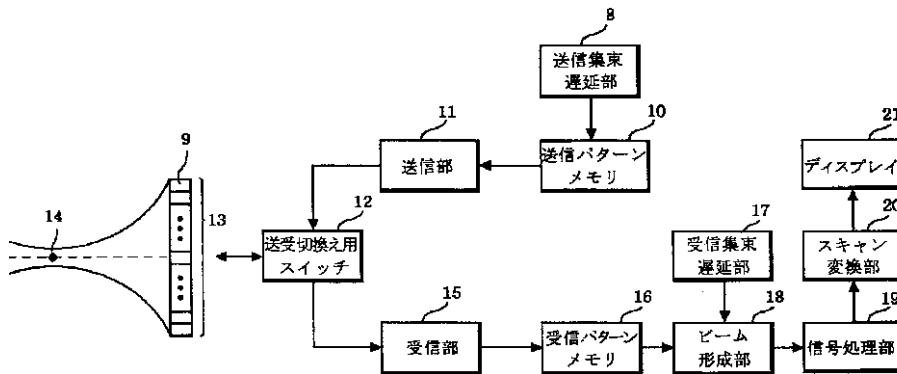 8
送信集束
遅延部
11
送信部
10
送信パターン
メモリ
21
ディスプレイ
9
14
13
12
送受切換え用
スイッチ
17
受信集束
遅延部
20
スキャン
変換部
15
受信部
16
受信パターン
メモリ
18
ビーム
形成部
19
信号処理部